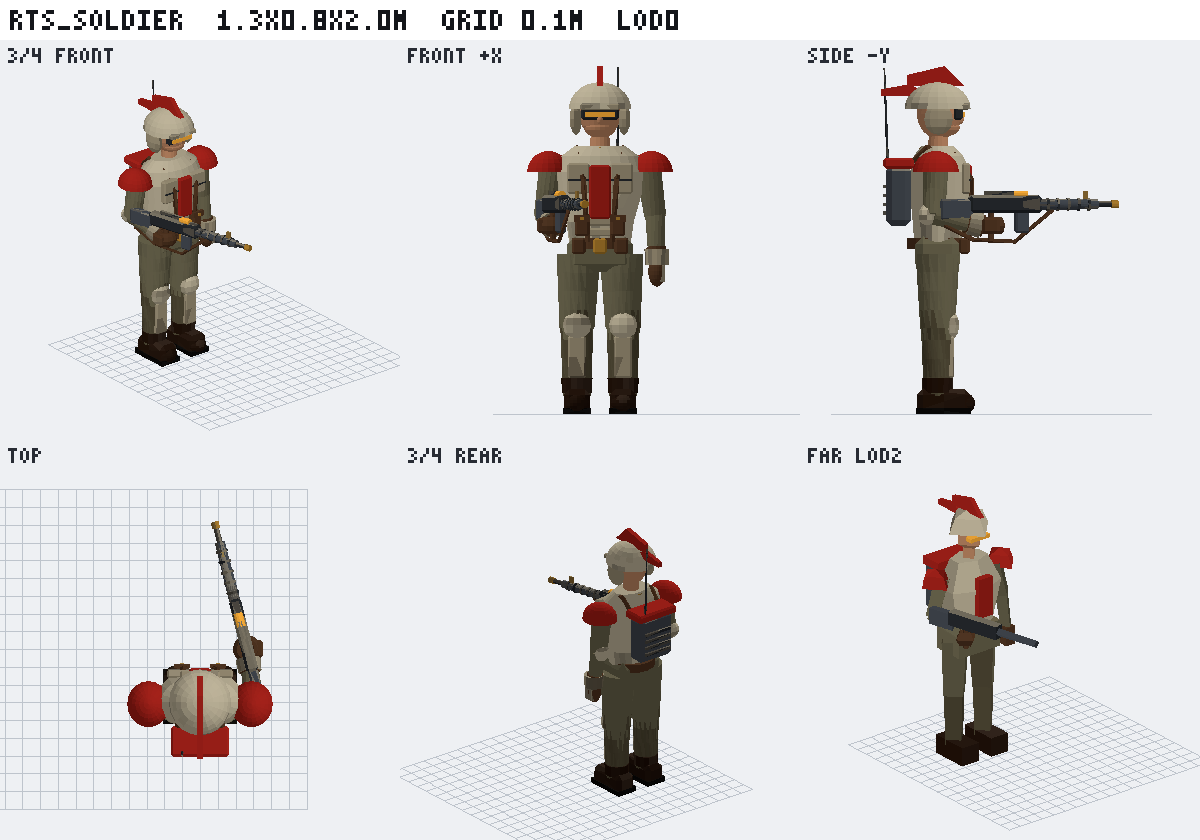 RTS_SOLDIER 1.3X0.8X2.0M GRID 0.1M LOD0
3/4 FRONT
FRONT +X
SIDE -Y
TOP
3/4 REAR
FAR LOD2